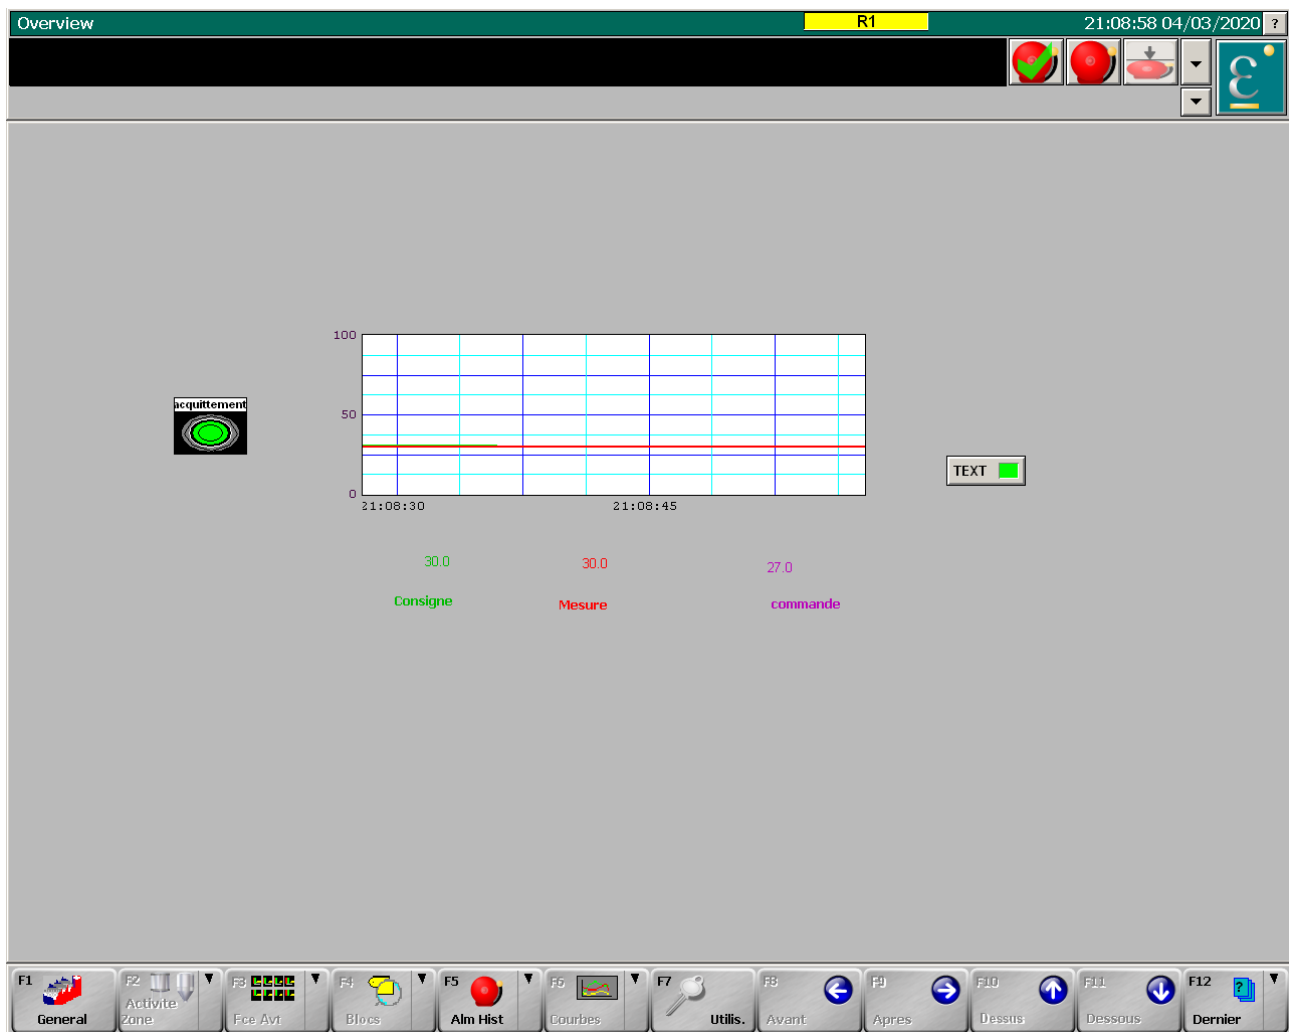 Overview R1 21:08:58 04/03/2020 ?
100
acquittement
50
TEXT
0
21:08:30 21:08:45
30.0 30.0 27.0
Consigne Mesure commande
F1 F2 F3 F4 F5 F6 F7 F8 F9 F10 F11 F12
Activite
General Zone Fce Avt Blocs Alm Hist Courbes Utilis. Avant Apres Dessus Dessous Dernier